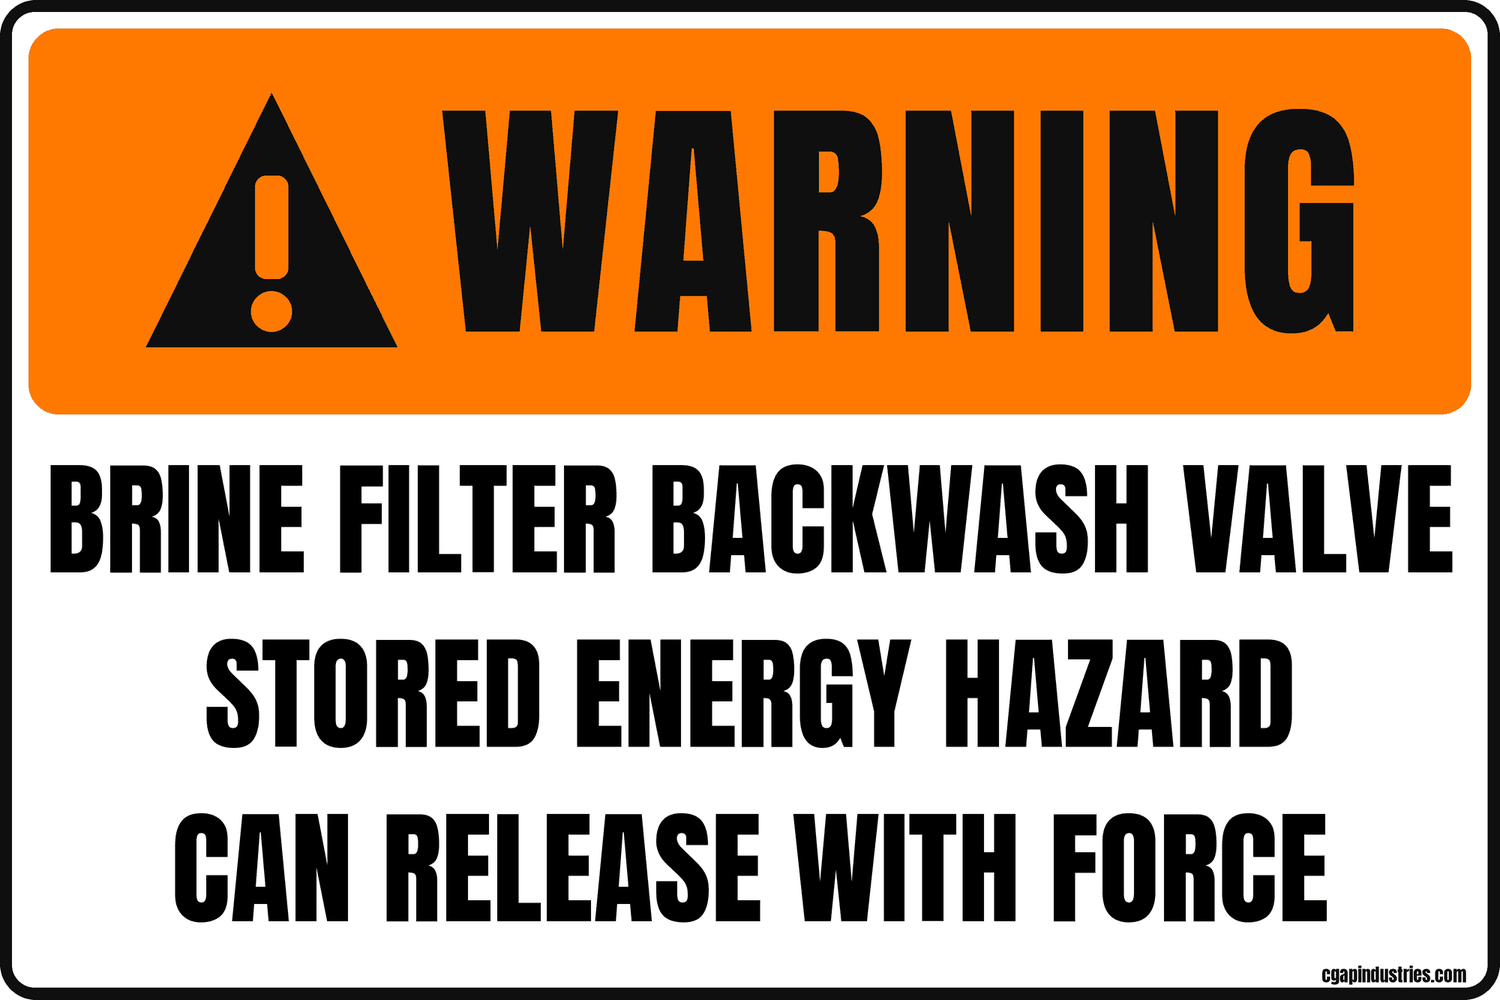 WARNING
BRINE FILTER BACKWASH VALVE
STORED ENERGY HAZARD
CAN RELEASE WITH FORCE
cgapindustries.com